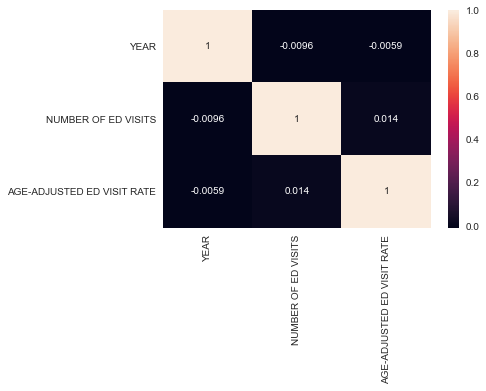 YEAR
1
-0.0096
-0.0059
NUMBER OF ED VISITS
-0.0096
1
0.014
AGE-ADJUSTED ED VISIT RATE
-0.0059
0.014
1
YEAR
NUMBER OF ED VISITS
AGE-ADJUSTED ED VISIT RATE
1.0
0.8
0.6
0.4
0.2
0.0